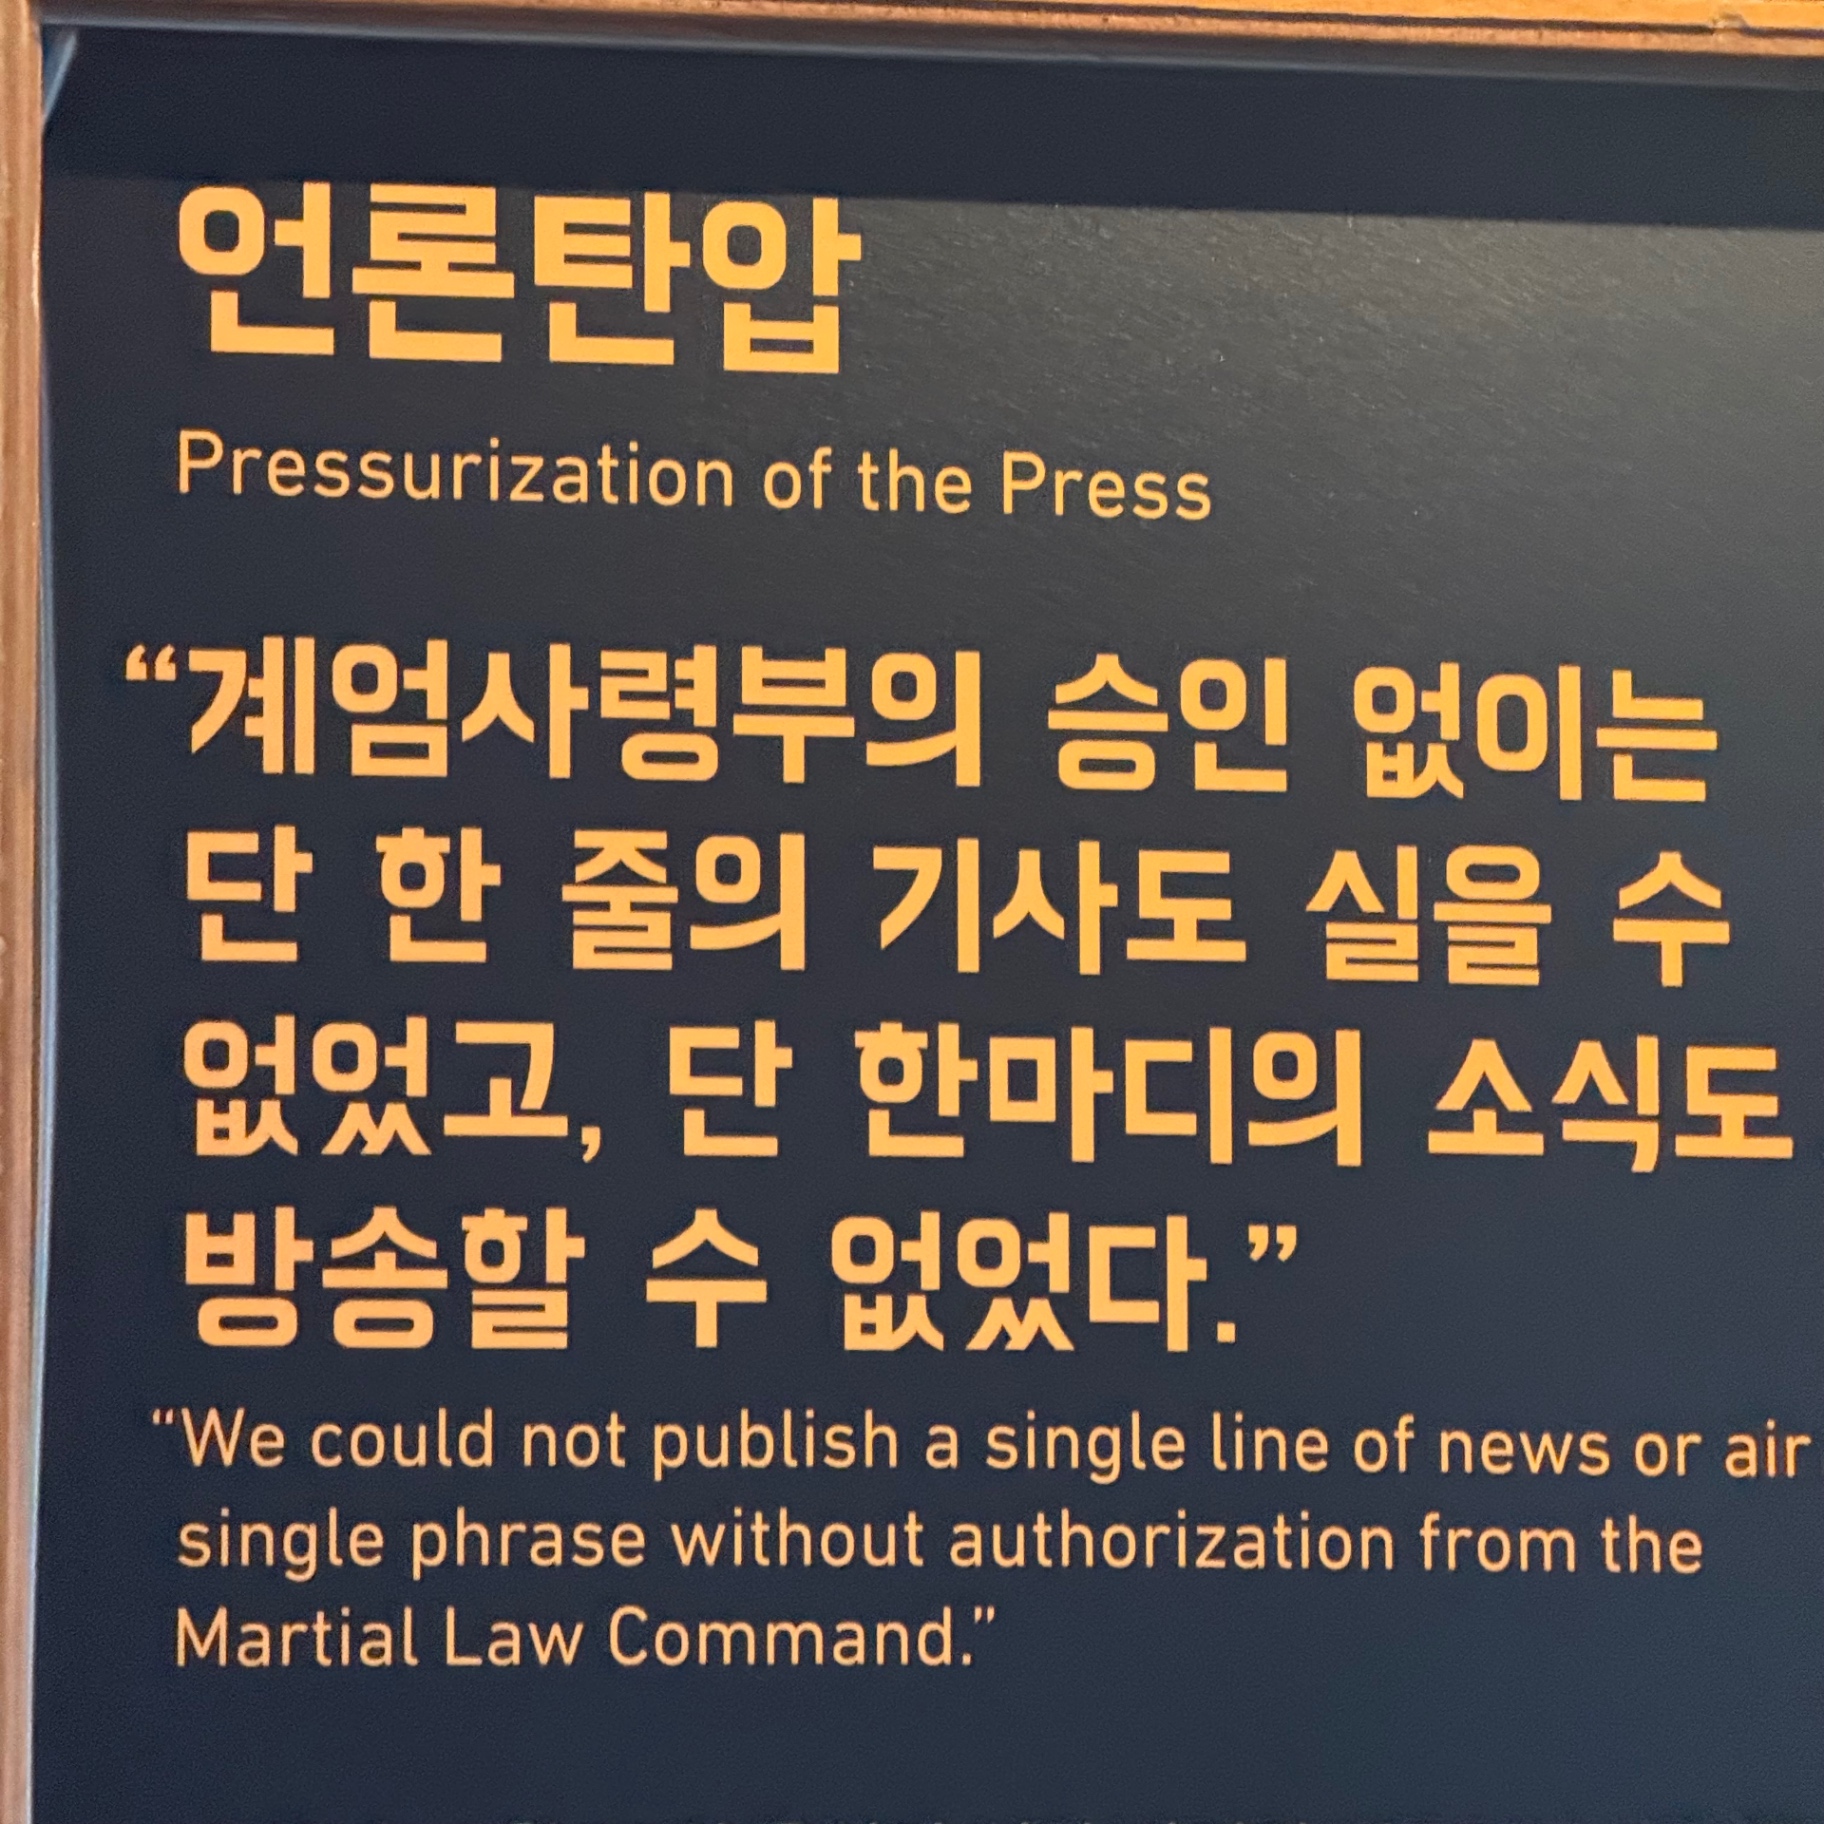 언론탄압
Pressurization of the Press
“계엄사령부의 승인 없이는
단 한 줄의 기사도 실을 수
없었고, 단 한마디의 소식도
방송할 수 없었다.”
“We could not publish a single line of news or air
single phrase without authorization from the
Martial Law Command.”